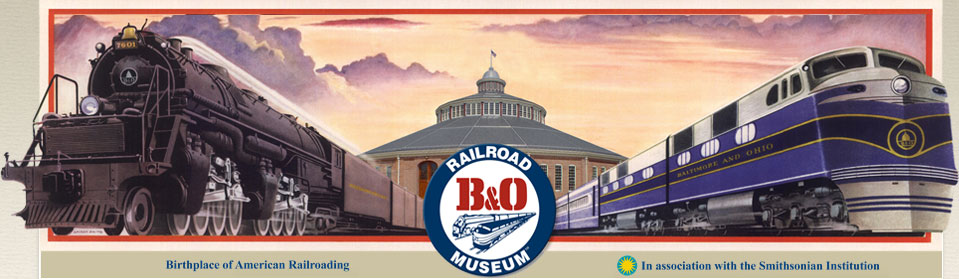 7601
BALTIMORE AND OHIO
RAILROAD
B&O
MUSEUM
Birthplace of American Railroading
In association with the Smithsonian Institution